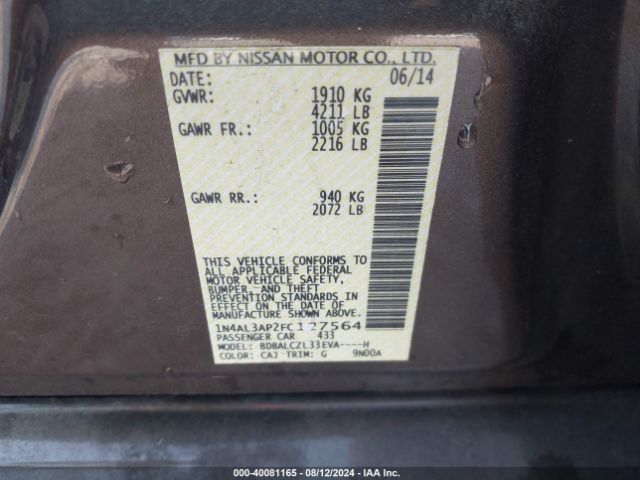 MFD BY NISSAN MOTOR CO., LTD.
DATE: 06/14
GVWR: 1910 KG
4211 LB
GAWR FR.: 1005 KG
2216 LB
GAWR RR.: 940 KG
2072 LB
THIS VEHICLE CONFORMS TO
ALL APPLICABLE FEDERAL
MOTOR VEHICLE SAFETY,
BUMPER, AND THEFT
PREVENTION STANDARDS IN
EFFECT ON THE DATE OF
MANUFACTURE SHOWN ABOVE.
1N4AL3AP2FC127564
PASSENGER CAR 433
MODEL: BDBALCZL33EVA----H
COLOR: CAJ TRIM: G 9N00A
000-40081165 - 08/12/2024 - IAA Inc.